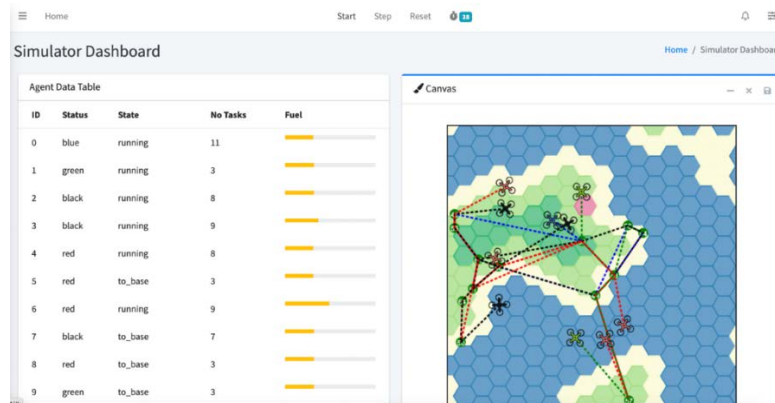 Home Start Step Reset 38
Simulator Dashboard
Home / Simulator Dashboar
Agent Data Table
Canvas
ID Status State No Tasks Fuel
0 blue running 11
1 green running 3
2 black running 8
3 black running 9
4 red running 8
5 red to_base 3
6 red running 9
7 black to_base 7
8 red to_base 3
9 green to_base 3